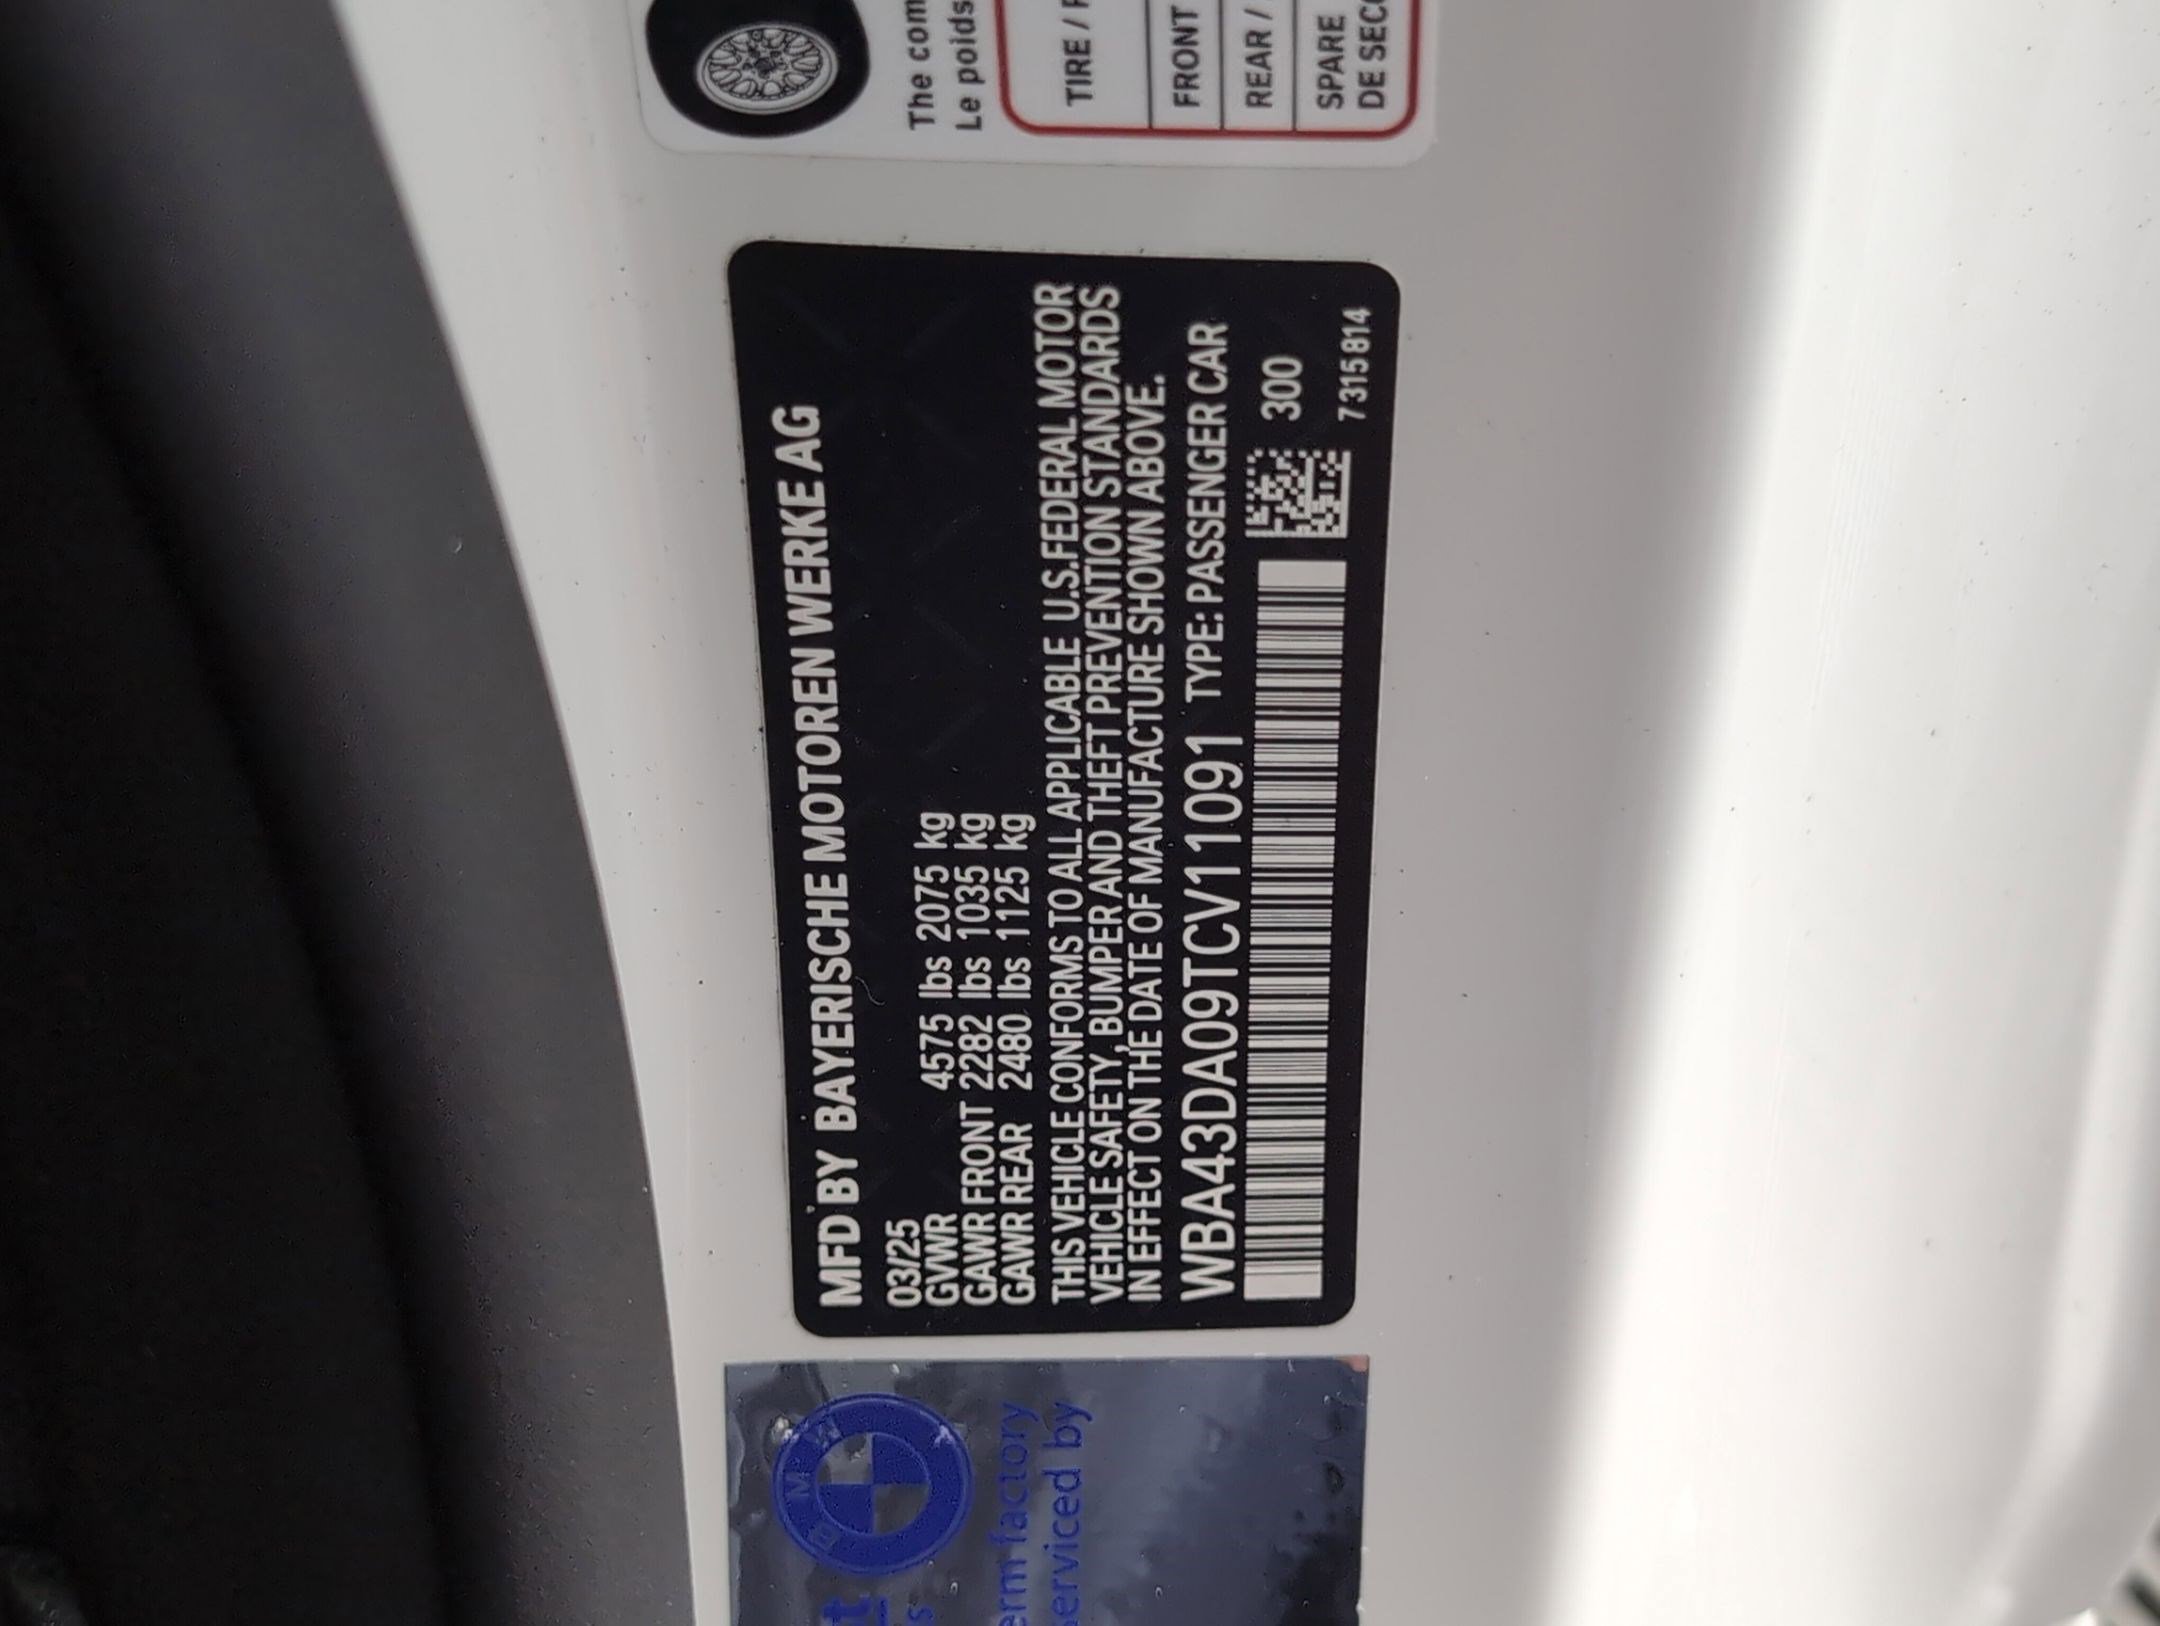 The com
Le poids
TIRE /
FRONT
REAR /
SPARE
DE SECO
MFD BY BAYERISCHE MOTOREN WERKE AG
03/25
GVWR 4575 lbs 2075 kg
GAWR FRONT 2282 lbs 1035 kg
GAWR REAR 2480 lbs 1125 kg
THIS VEHICLE CONFORMS TO ALL APPLICABLE U.S.FEDERAL MOTOR
VEHICLE SAFETY, BUMPER AND THEFT PREVENTION STANDARDS
IN EFFECT ON THE DATE OF MANUFACTURE SHOWN ABOVE.
WBA43DA09TCV11091 TYPE: PASSENGER CAR
300
7315814
BMW
erm factory
serviced by